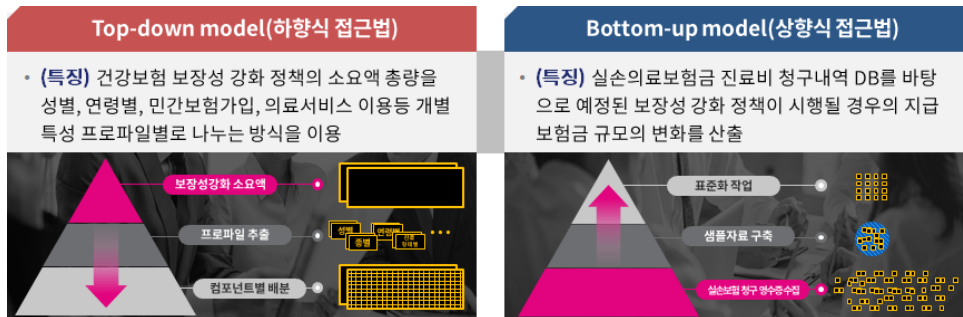 Top-down model(하향식 접근법)
• (특징) 건강보험 보장성 강화 정책의 소요액 총량을
성별, 연령별, 민간보험가입, 의료서비스 이용등 개별
특성 프로파일별로 나누는 방식을 이용
보장성강화 소요액
프로파일 추출
성별
연령별
종별
...
컴포넌트별 배분
Bottom-up model(상향식 접근법)
• (특징) 실손의료보험금 진료비 청구내역 DB를 바탕
으로 예정된 보장성 강화 정책이 시행될 경우의 지급
보험금 규모의 변화를 산출
표준화 작업
샘플자료 구축
실손보험 청구 영수증 수집